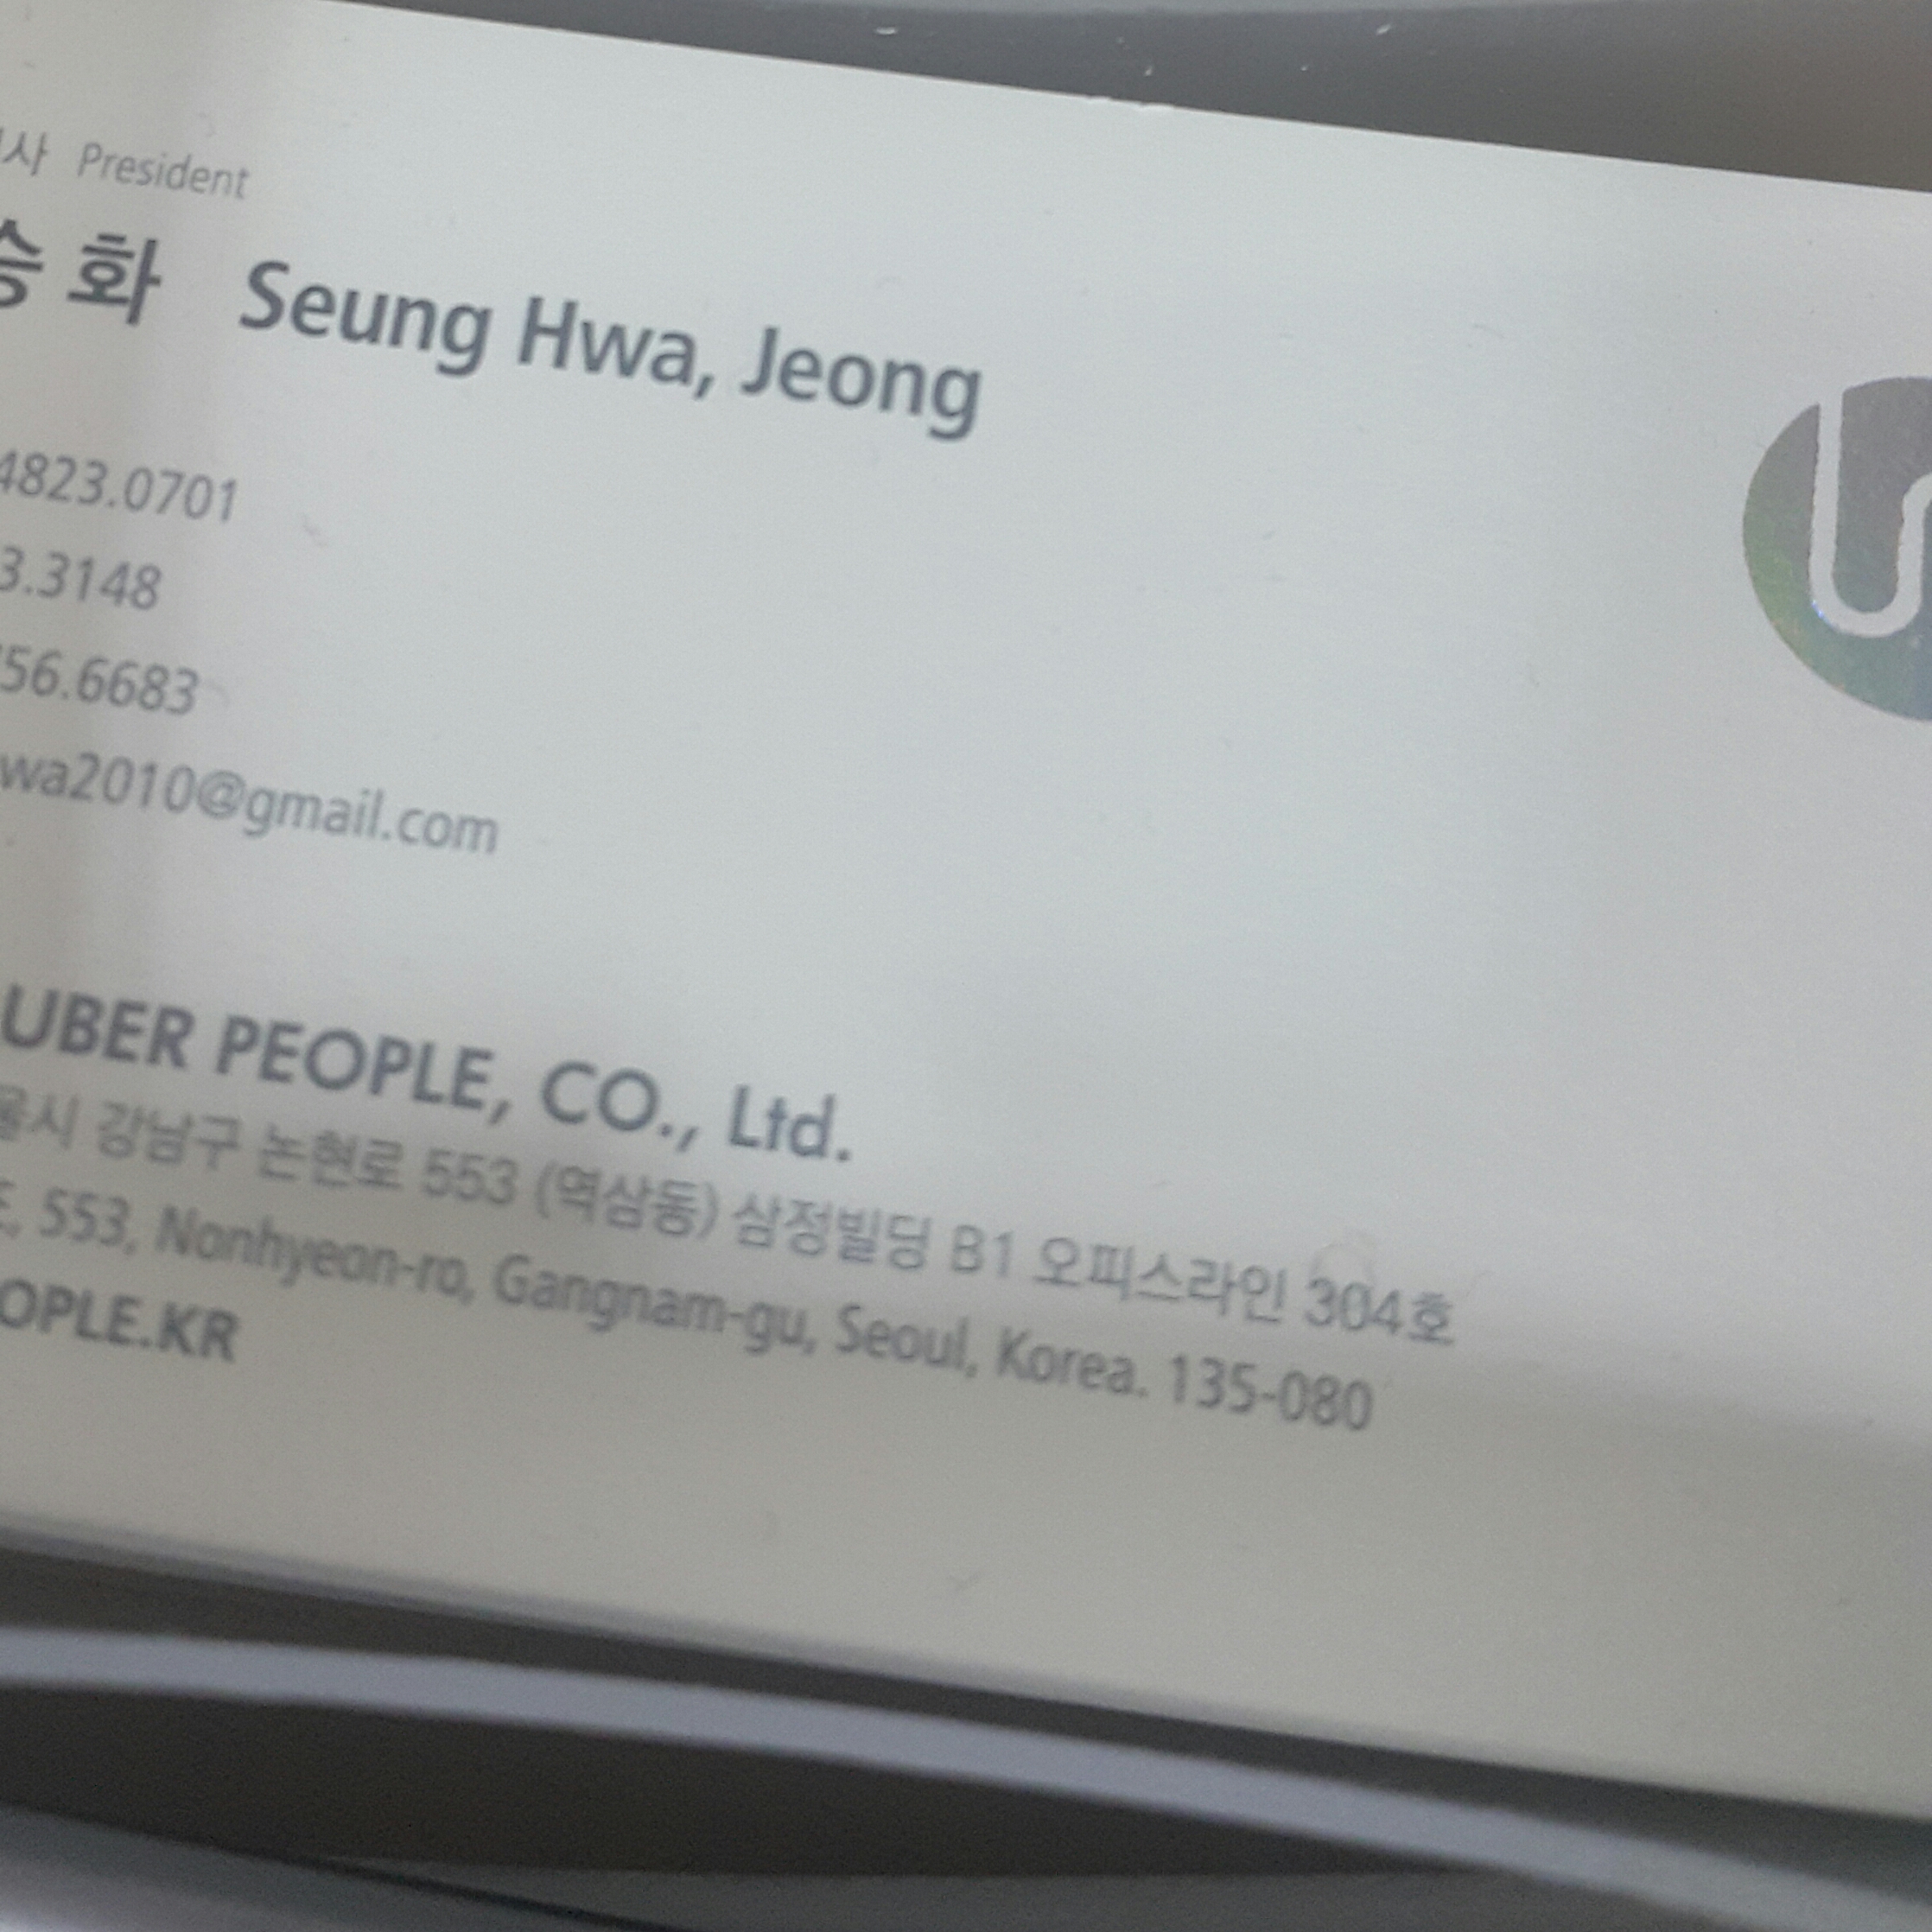 사 President
승화 Seung Hwa, Jeong
4823.0701
3.3148
56.6683
wa2010@gmail.com
UBER PEOPLE, CO., Ltd.
울시 강남구 논현로 553 (역삼동) 삼정빌딩 B1 오피스라인 304호
E, 553, Nonhyeon-ro, Gangnam-gu, Seoul, Korea. 135-080
OPLE.KR